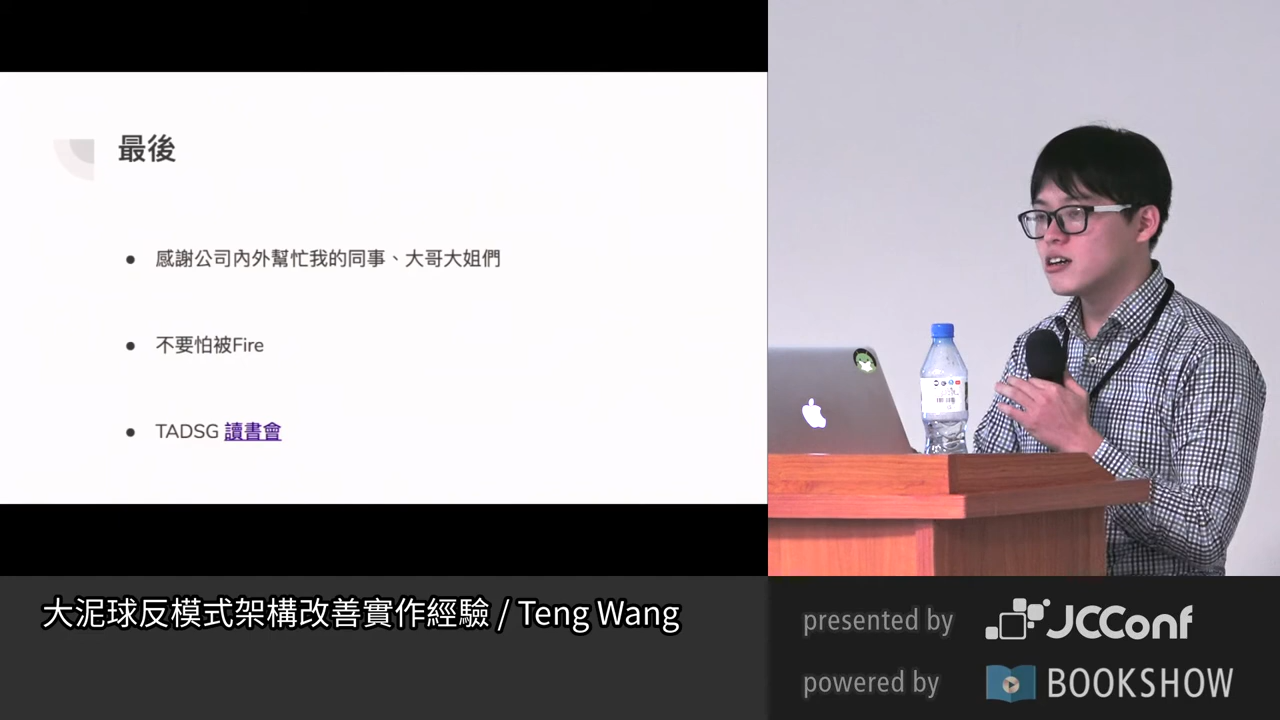 最後
感謝公司內外幫忙我的同事、大哥大姐們
不要怕被Fire
TADSG 讀書會
大泥球反模式架構改善實作經驗 / Teng Wang
presented by JCConf
powered by BOOKSHOW